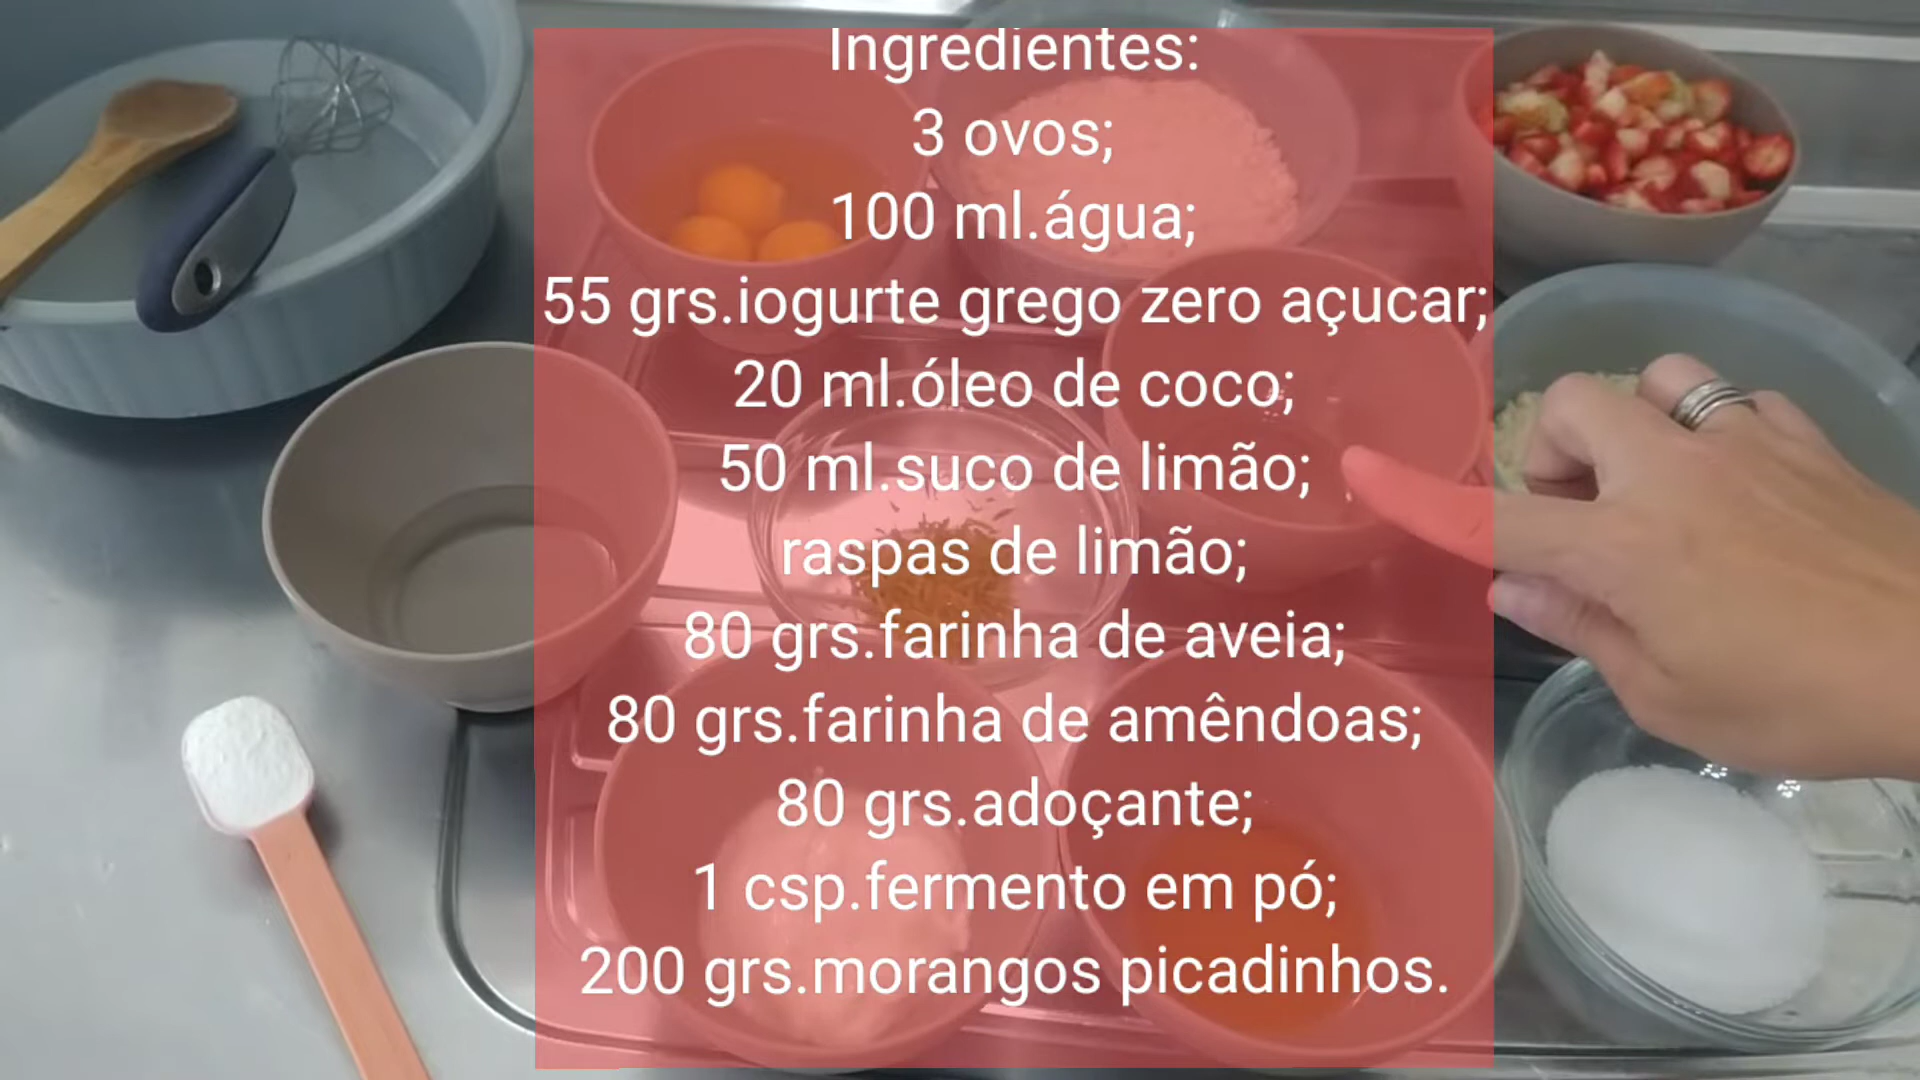 Ingredientes:
3 ovos;
100 ml.água;
55 grs.iogurte grego zero açucar;
20 ml.óleo de coco;
50 ml.suco de limão;
raspas de limão;
80 grs.farinha de aveia;
80 grs.farinha de amêndoas;
80 grs.adoçante;
1 csp.fermento em pó;
200 grs.morangos picadinhos.